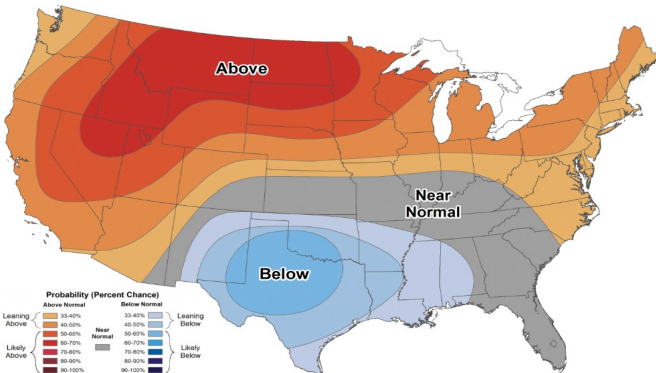 Above
Near
Normal
Below
Probability (Percent Chance)
Above Normal
Below Normal
Leaning
Above
33-40%
40-50%
Likely
Above
50-60%
60-70%
70-80%
80-90%
90-100%
Near
Normal
33-40%
40-50%
Leaning
Below
50-60%
60-70%
70-80%
80-90%
90-100%
Likely
Below